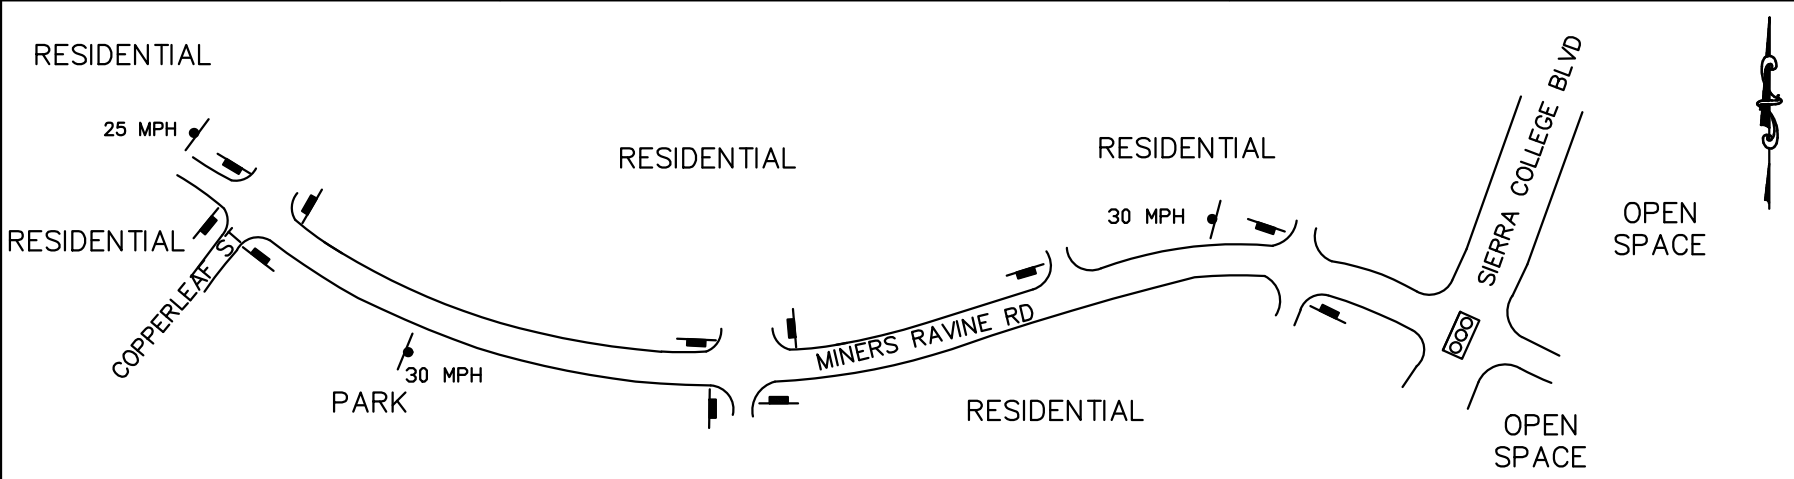 RESIDENTIAL
25 MPH
RESIDENTIAL
COPPERLEAF ST
RESIDENTIAL
30 MPH
PARK
MINERS RAVINE RD
RESIDENTIAL
RESIDENTIAL
30 MPH
SIERRA COLLEGE BLVD
OPEN
SPACE
OPEN
SPACE